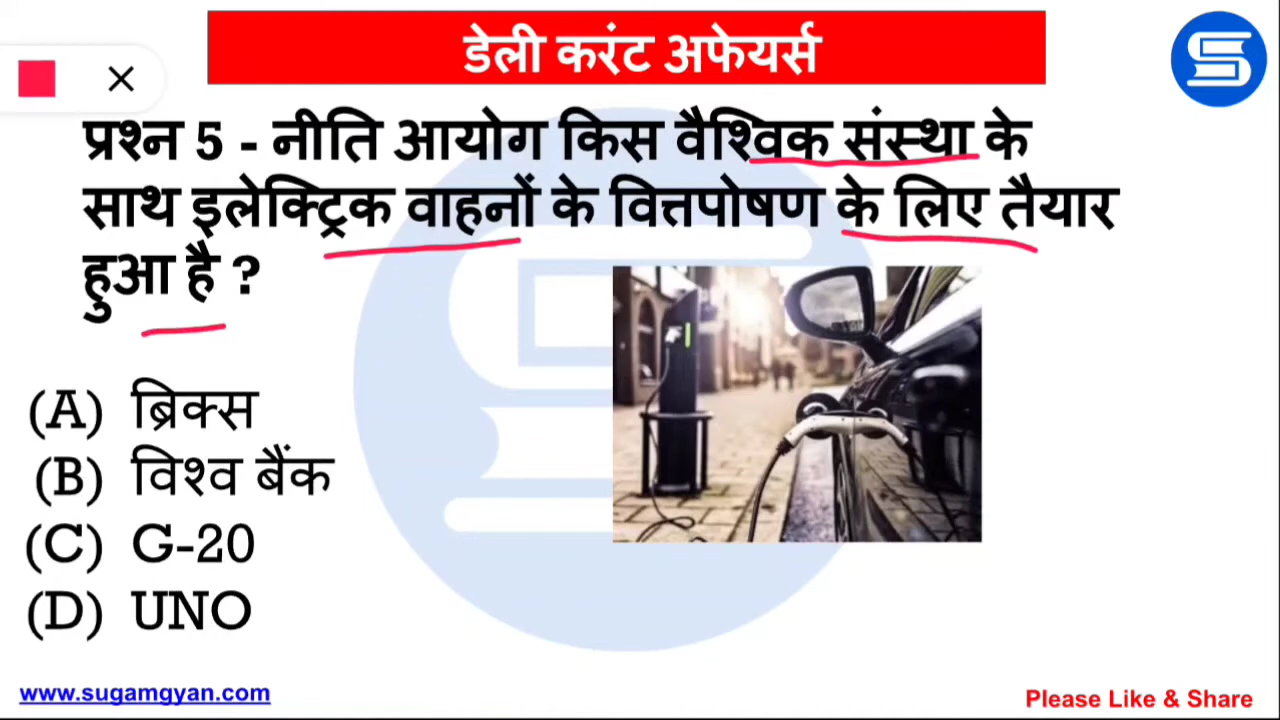 डेली करंट अफेयर्स
प्रश्न 5 - नीति आयोग किस वैश्विक संस्था के
साथ इलेक्ट्रिक वाहनों के वित्तपोषण के लिए तैयार
हुआ है ?
(A) ब्रिक्स
(B) विश्व बैंक
(C) G-20
(D) UNO
www.sugamgyan.com
Please Like & Share